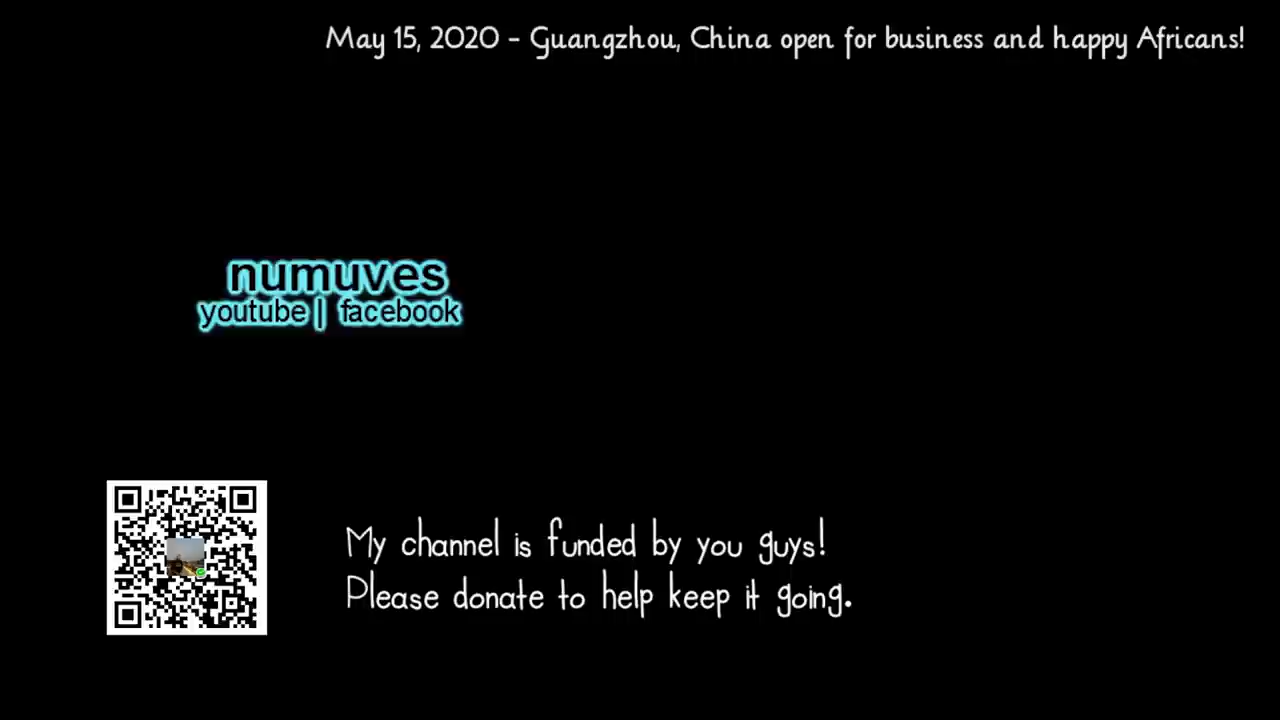 May 15, 2020 - Guangzhou, China open for business and happy Africans!
numuves
youtube | facebook
My channel is funded by you guys!
Please donate to help keep it going.